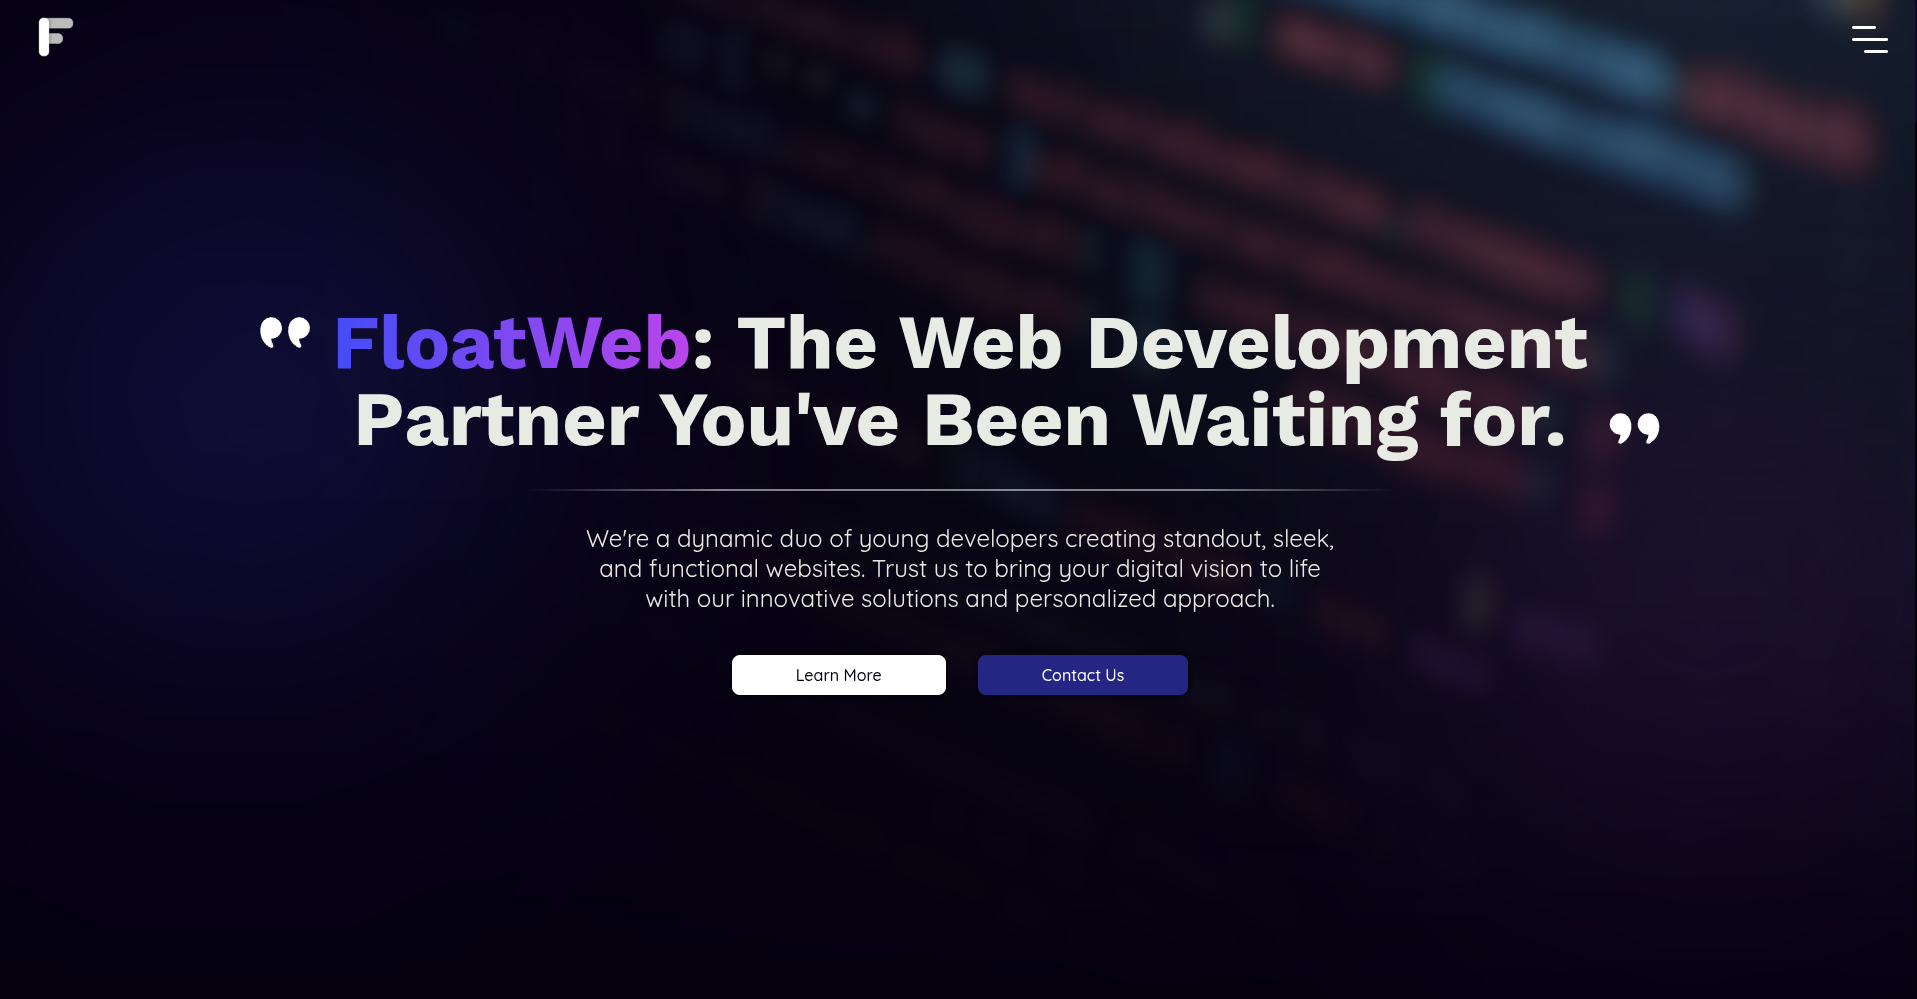 F
❟❟ FloatWeb: The Web Development
Partner You've Been Waiting for. ❟❟
We're a dynamic duo of young developers creating standout, sleek,
and functional websites. Trust us to bring your digital vision to life
with our innovative solutions and personalized approach.
Learn More
Contact Us